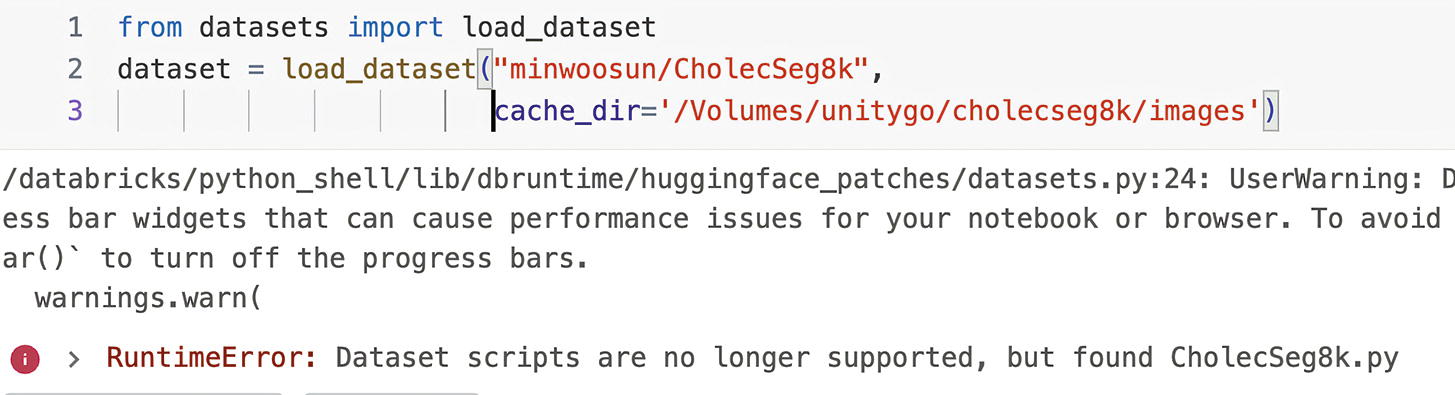 1 from datasets import load_dataset
2 dataset = load_dataset("minwoosun/CholecSeg8k",
3 cache_dir='/Volumes/unitygo/cholecseg8k/images')
/databricks/python_shell/lib/dbruntime/huggingface_patches/datasets.py:24: UserWarning: D
ess bar widgets that can cause performance issues for your notebook or browser. To avoid
ar()` to turn off the progress bars.
warnings.warn(
RuntimeError: Dataset scripts are no longer supported, but found CholecSeg8k.py